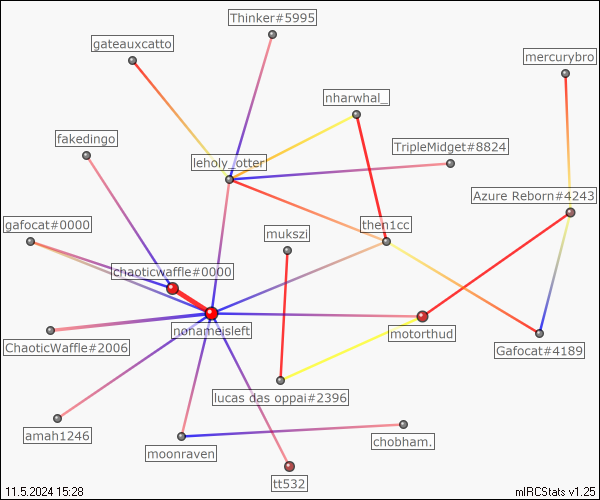 Thinker#5995
gateauxcatto
mercurybro
nharwhal_
fakedingo
TripleMidget#8824
leholy_otter
Azure Reborn#4243
gafocat#0000
then1cc
mukszi
chaoticwaffle#0000
nonameisleft
motorthud
ChaoticWaffle#2006
Gafocat#4189
lucas das oppai#2396
amah1246
chobham.
moonraven
tt532
11.5.2024 15:28
mIRCStats v1.25